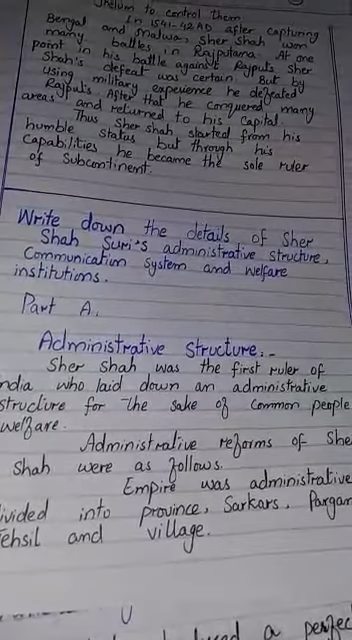 Jhelum to control them
In 1541-42AD after capturing
Bengal and Malwa, Sher Shah won
many battles in Rajputana. At one
point in his battle against Rajputs Sher
Shah's defeat was certain. But by
using military experience he defeated
Rajputs. After that he conquered many
areas and returned to his Capital.
Thus Sher shah started from his
humble status but through his
Capabilities he became the sole ruler
of Subcontinent.
Write down the details of Sher
Shah Suri's administrative structure,
Communication system and welfare
institutions.
Part A.
Administrative Structure:-
Sher Shah was the first ruler of
ndia who laid down an administrative
structure for the sake of common people
welfare.
Administrative reforms of She
Shah were as follows.
Empire was administrative
ivided into province, Sarkars, Pargan
Tehsil and village.
a perfec